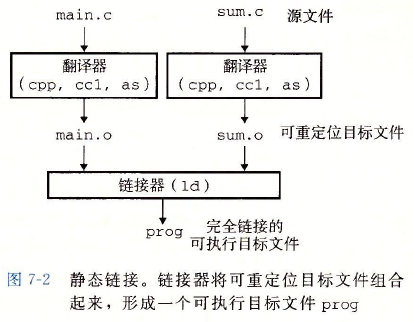 main.c sum.c 源文件
翻译器 翻译器
(cpp, cc1, as) (cpp, cc1, as)
main.o sum.o 可重定位目标文件
链接器(ld)
prog 完全链接的
可执行目标文件
图 7-2 静态链接。链接器将可重定位目标文件组合
起来，形成一个可执行目标文件 prog